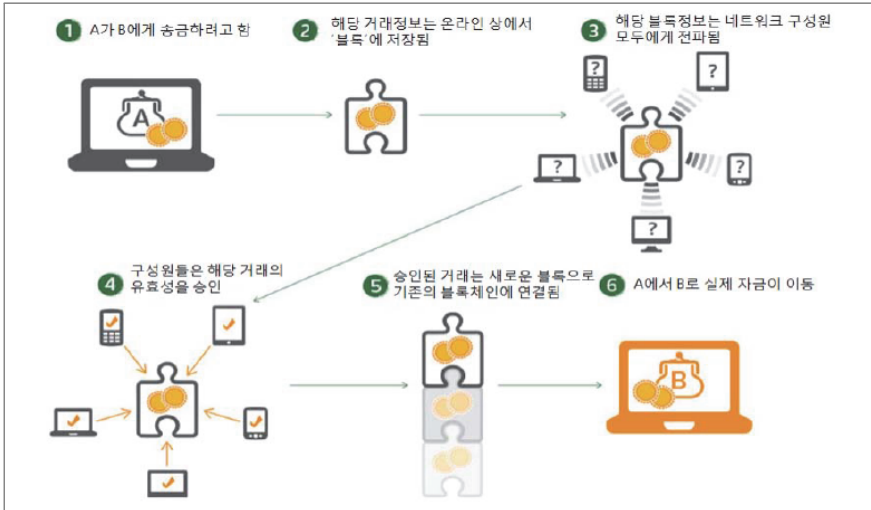 1 A가 B에게 송금하려고 함
2 해당 거래정보는 온라인 상에서
'블록'에 저장됨
3 해당 블록정보는 네트워크 구성원
모두에게 전파됨
A
?
?
?
?
?
4 구성원들은 해당 거래의
유효성을 승인
5 승인된 거래는 새로운 블록으로
기존의 블록체인에 연결됨
6 A에서 B로 실제 자금이 이동
B